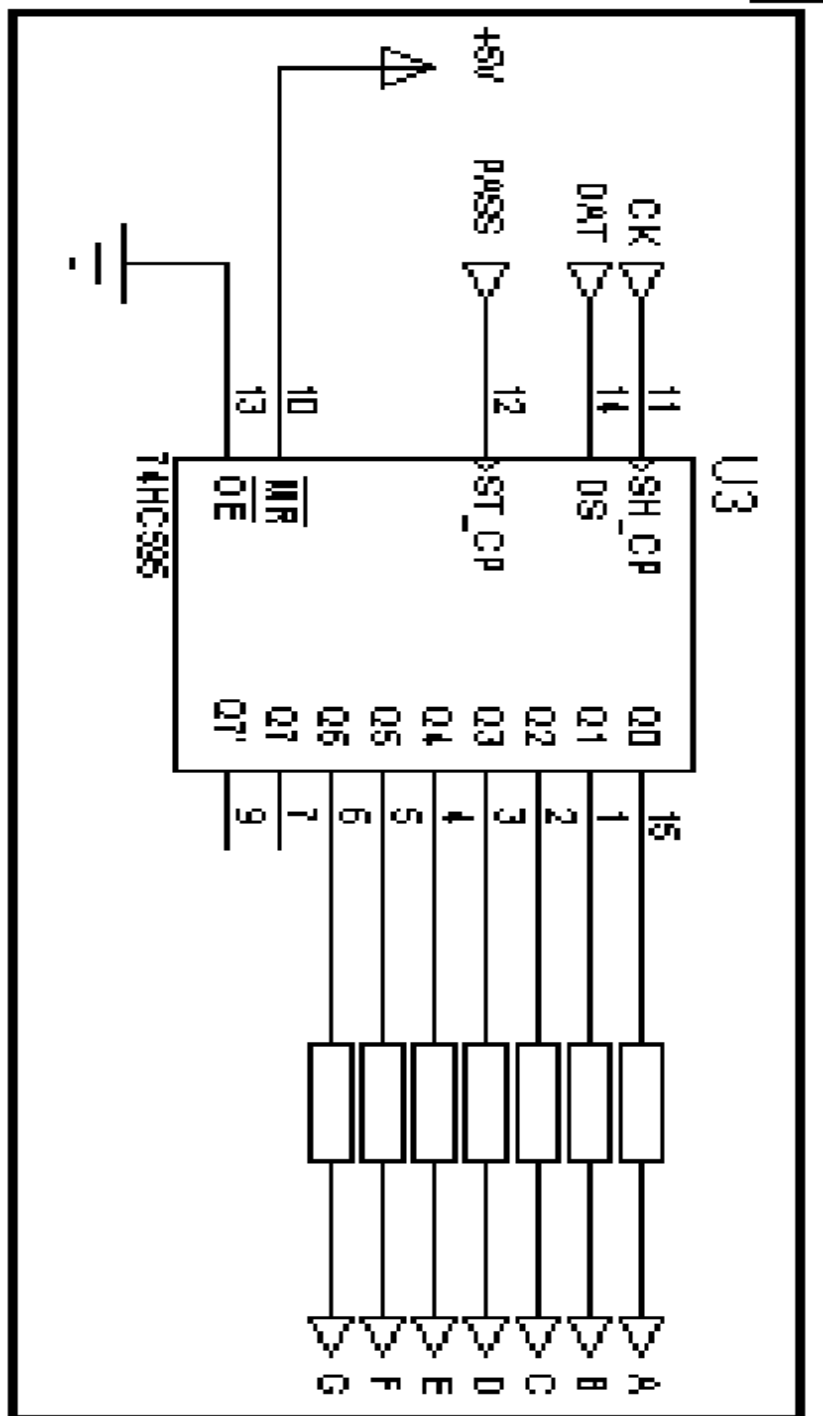 U3
CK
11
SH_CP
Q0
15
A
DAT
14
DS
Q1
1
B
Q2
2
C
+5V
PASS
12
ST_CP
Q3
3
D
Q4
4
E
Q5
5
F
Q6
6
G
10
MR
Q7
7
13
OE
Q7'
9
74HC595